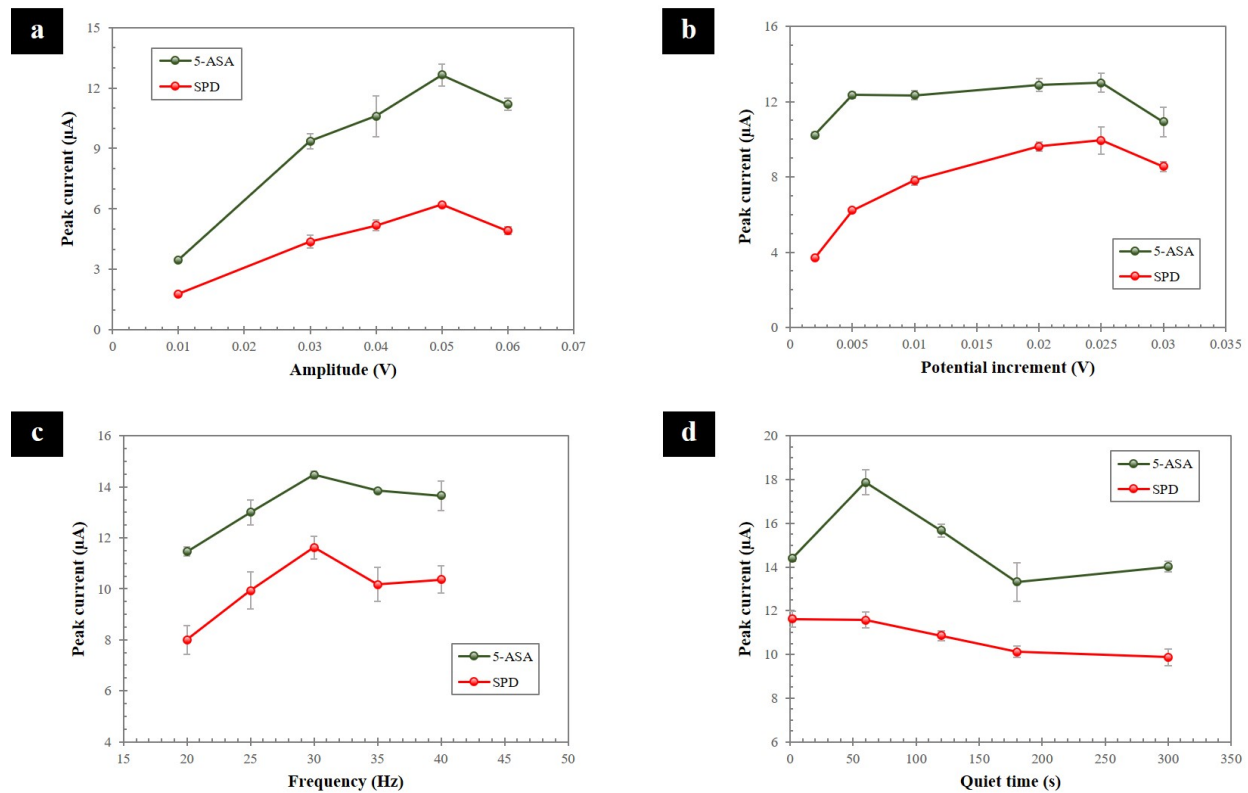 a
15
12
9
6
3
0
Peak current (µA)
5-ASA
SPD
0 0.01 0.02 0.03 0.04 0.05 0.06 0.07
Amplitude (V)
b
16
12
8
4
0
Peak current (µA)
5-ASA
SPD
0 0.005 0.01 0.015 0.02 0.025 0.03 0.035
Potential increment (V)
c
16
14
12
10
8
6
4
Peak current (µA)
5-ASA
SPD
15 20 25 30 35 40 45 50
Frequency (Hz)
d
20
18
16
14
12
10
8
6
Peak current (µA)
5-ASA
SPD
0 50 100 150 200 250 300 350
Quiet time (s)